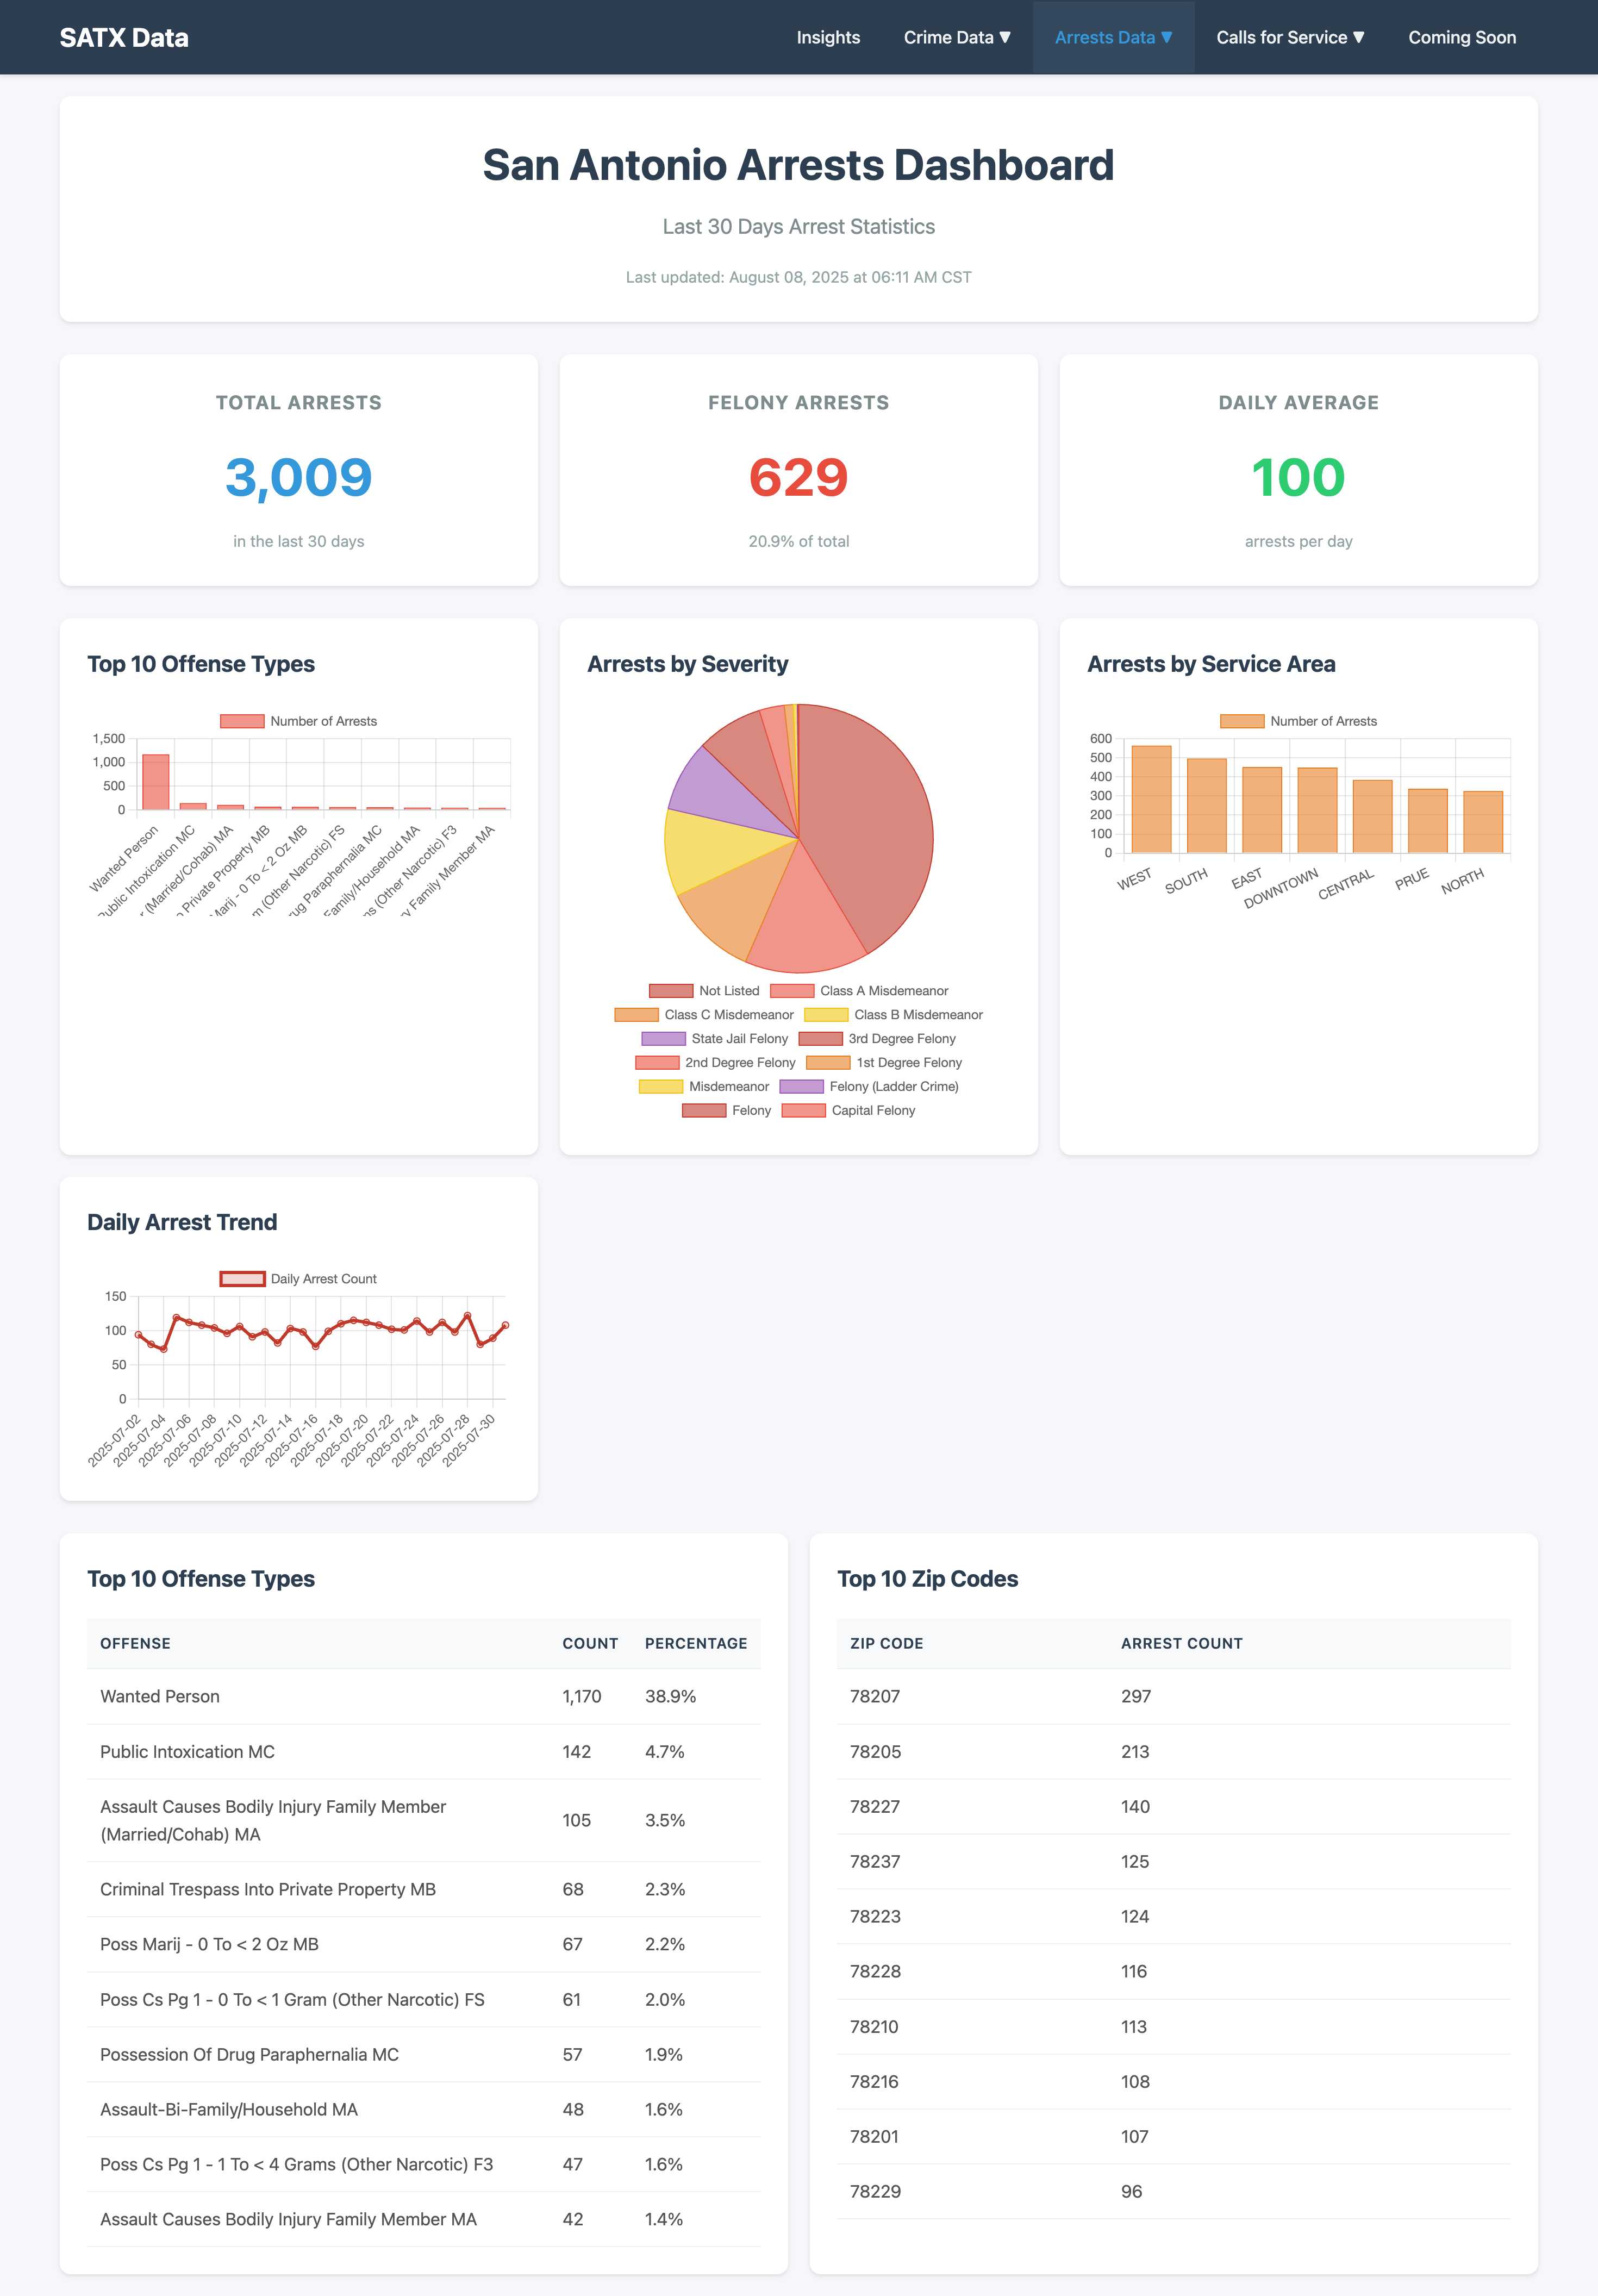 SATX Data
Insights
Crime Data ▼
Arrests Data ▼
Calls for Service ▼
Coming Soon
San Antonio Arrests Dashboard
Last 30 Days Arrest Statistics
Last updated: August 08, 2025 at 06:11 AM CST
TOTAL ARRESTS
3,009
in the last 30 days
FELONY ARRESTS
629
20.9% of total
DAILY AVERAGE
100
arrests per day
Top 10 Offense Types
Number of Arrests
1,500
1,000
500
0
Wanted Person
Public Intoxication MC
(Married/Cohab) MA
Private Property MB
Marij - 0 To < 2 Oz MB
(Other Narcotic) FS
Paraphernalia MC
Family/Household MA
(Other Narcotic) F3
Family Member MA
Arrests by Severity
Not Listed
Class A Misdemeanor
Class C Misdemeanor
Class B Misdemeanor
State Jail Felony
3rd Degree Felony
2nd Degree Felony
1st Degree Felony
Misdemeanor
Felony (Ladder Crime)
Felony
Capital Felony
Arrests by Service Area
Number of Arrests
600
500
400
300
200
100
0
WEST
SOUTH
EAST
DOWNTOWN
CENTRAL
PRUE
NORTH
Daily Arrest Trend
Daily Arrest Count
150
100
50
0
2025-07-02
2025-07-04
2025-07-06
2025-07-08
2025-07-10
2025-07-12
2025-07-14
2025-07-16
2025-07-18
2025-07-20
2025-07-22
2025-07-24
2025-07-26
2025-07-28
2025-07-30
Top 10 Offense Types
OFFENSE COUNT PERCENTAGE
Wanted Person 1,170 38.9%
Public Intoxication MC 142 4.7%
Assault Causes Bodily Injury Family Member
(Married/Cohab) MA 105 3.5%
Criminal Trespass Into Private Property MB 68 2.3%
Poss Marij - 0 To < 2 Oz MB 67 2.2%
Poss Cs Pg 1 - 0 To < 1 Gram (Other Narcotic) FS 61 2.0%
Possession Of Drug Paraphernalia MC 57 1.9%
Assault-Bi-Family/Household MA 48 1.6%
Poss Cs Pg 1 - 1 To < 4 Grams (Other Narcotic) F3 47 1.6%
Assault Causes Bodily Injury Family Member MA 42 1.4%
Top 10 Zip Codes
ZIP CODE ARREST COUNT
78207 297
78205 213
78227 140
78237 125
78223 124
78228 116
78210 113
78216 108
78201 107
78229 96